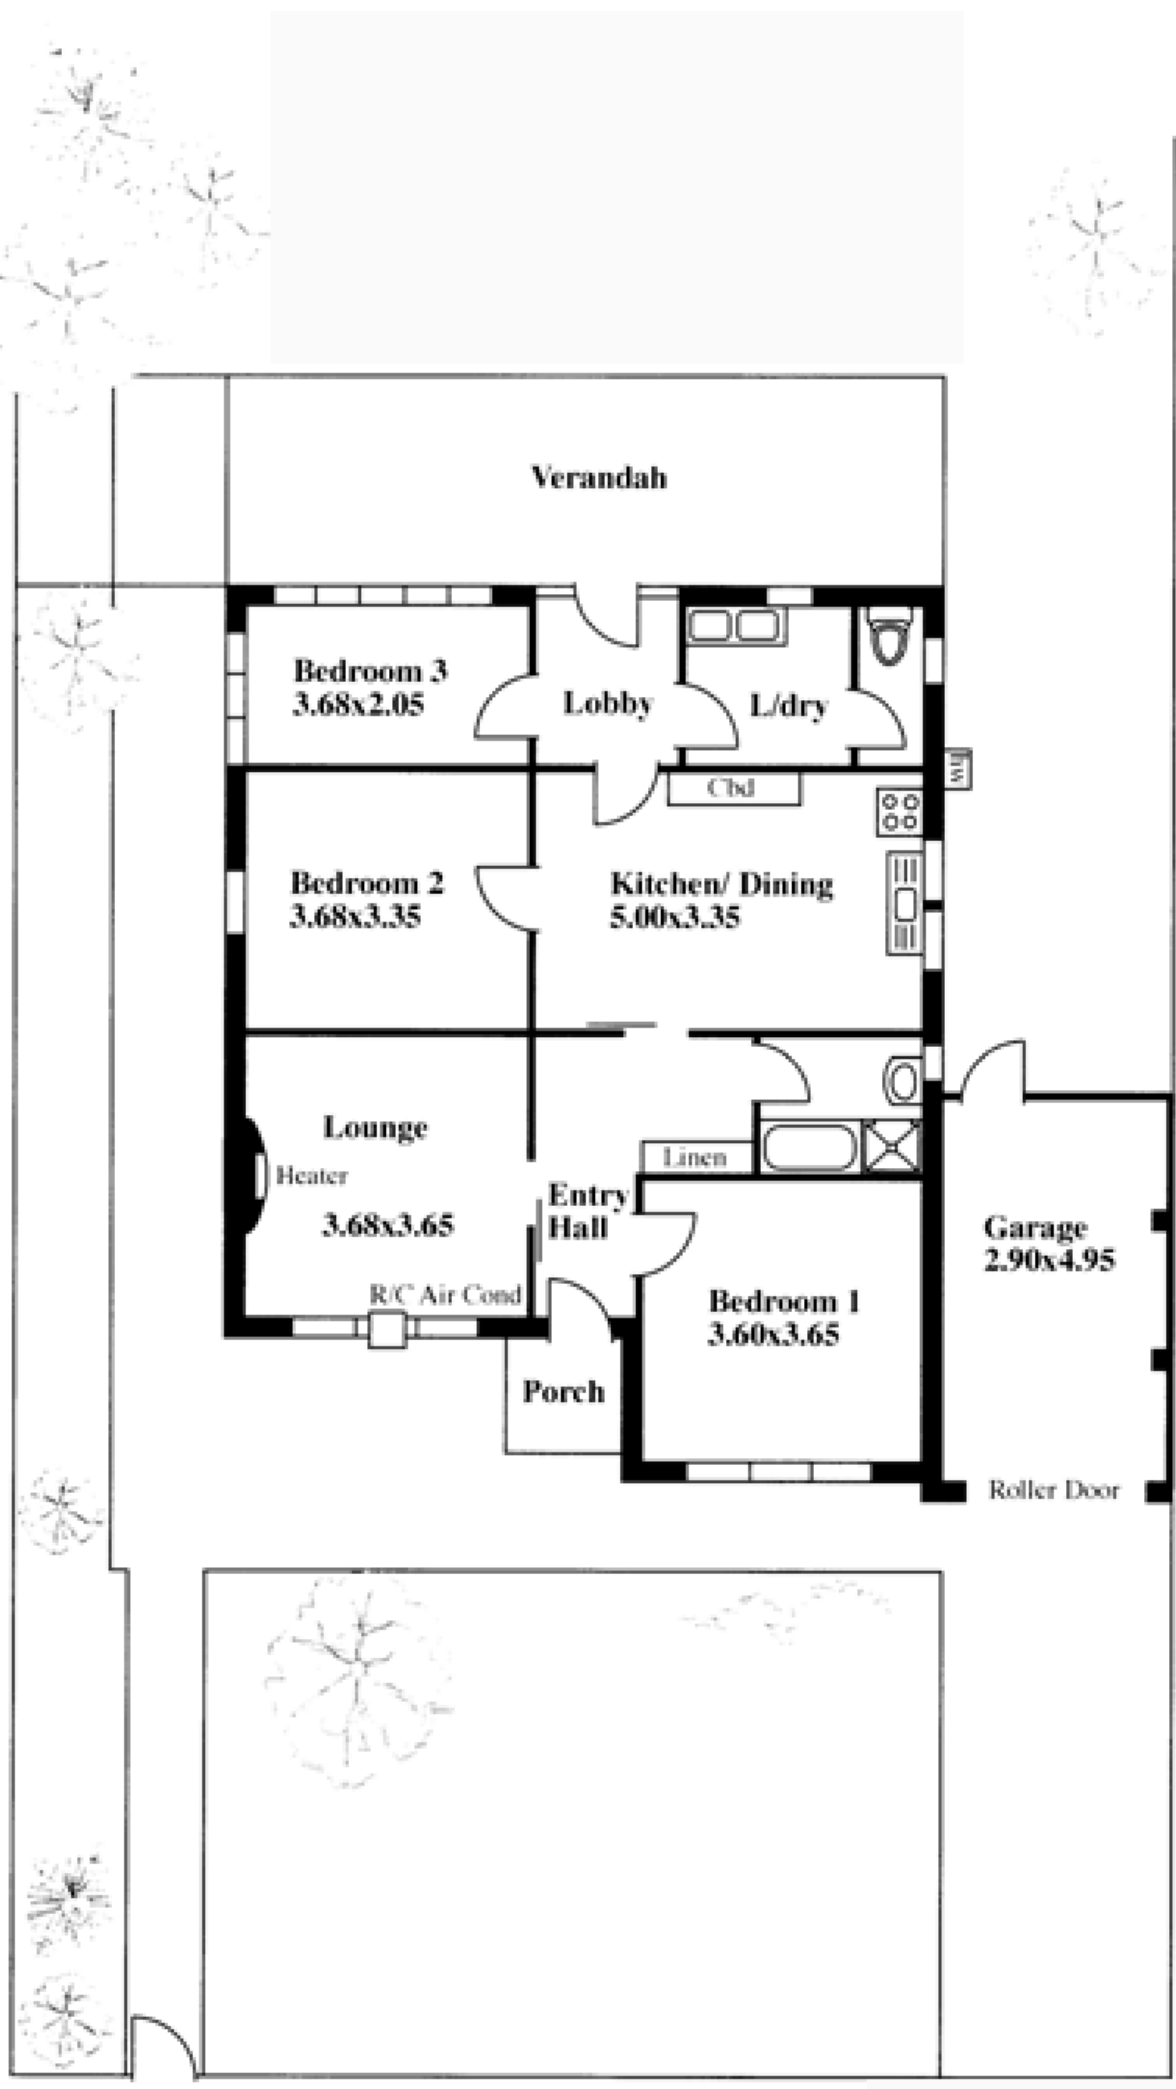 Verandah
Bedroom 3
3.68x2.05
Lobby
L/dry
hw
Cbd
Bedroom 2
3.68x3.35
Kitchen/ Dining
5.00x3.35
Lounge
Heater
3.68x3.65
R/C Air Cond
Linen
Entry
Hall
Bedroom 1
3.60x3.65
Garage
2.90x4.95
Porch
Roller Door